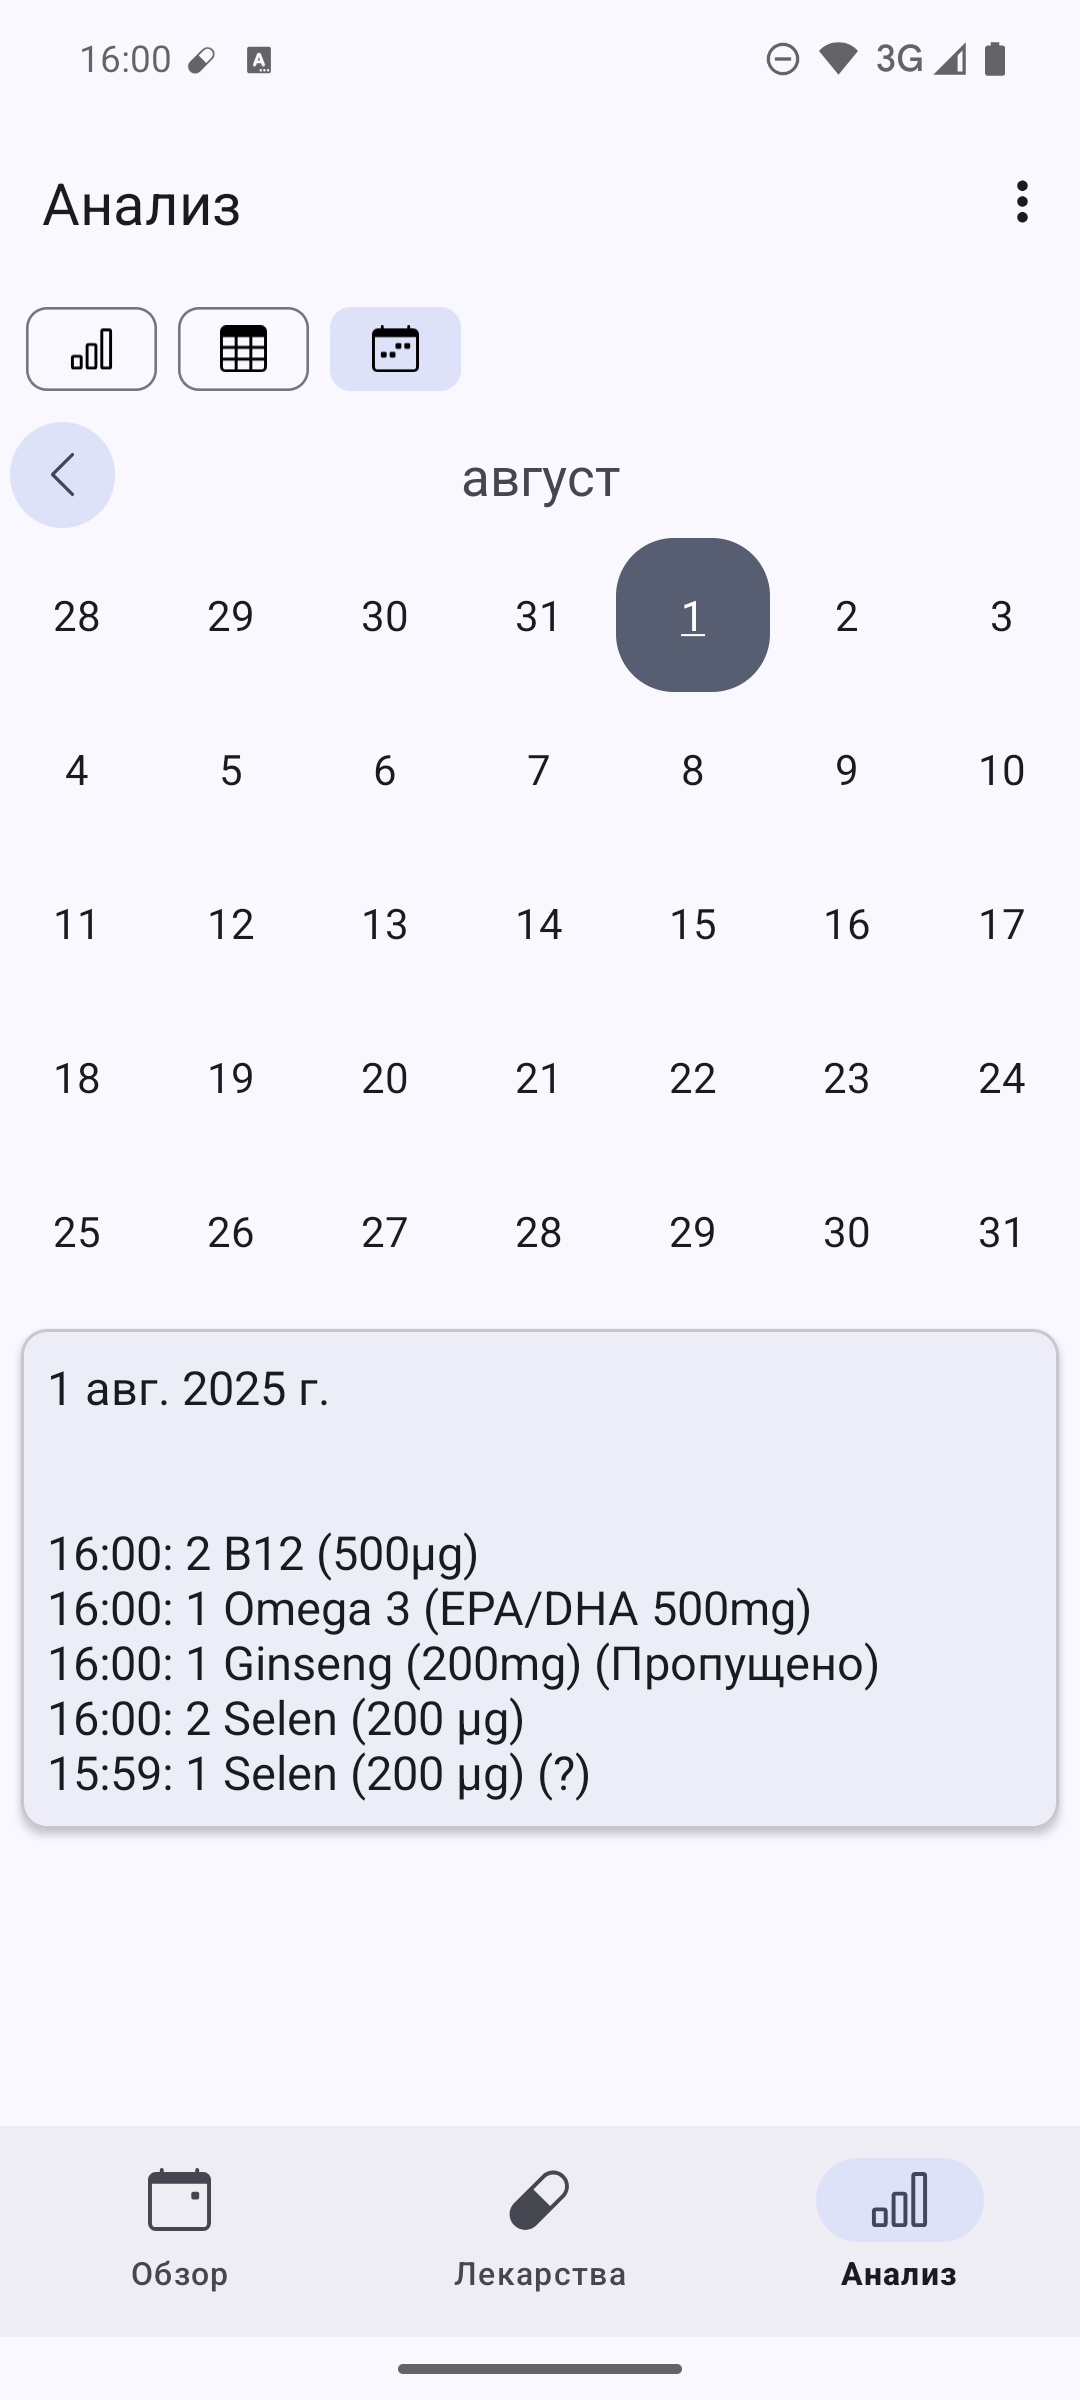 16:00
3G
Анализ
август
28 29 30 31 1 2 3
4 5 6 7 8 9 10
11 12 13 14 15 16 17
18 19 20 21 22 23 24
25 26 27 28 29 30 31
1 авг. 2025 г.
16:00: 2 B12 (500µg)
16:00: 1 Omega 3 (EPA/DHA 500mg)
16:00: 1 Ginseng (200mg) (Пропущено)
16:00: 2 Selen (200 µg)
15:59: 1 Selen (200 µg) (?)
Обзор
Лекарства
Анализ